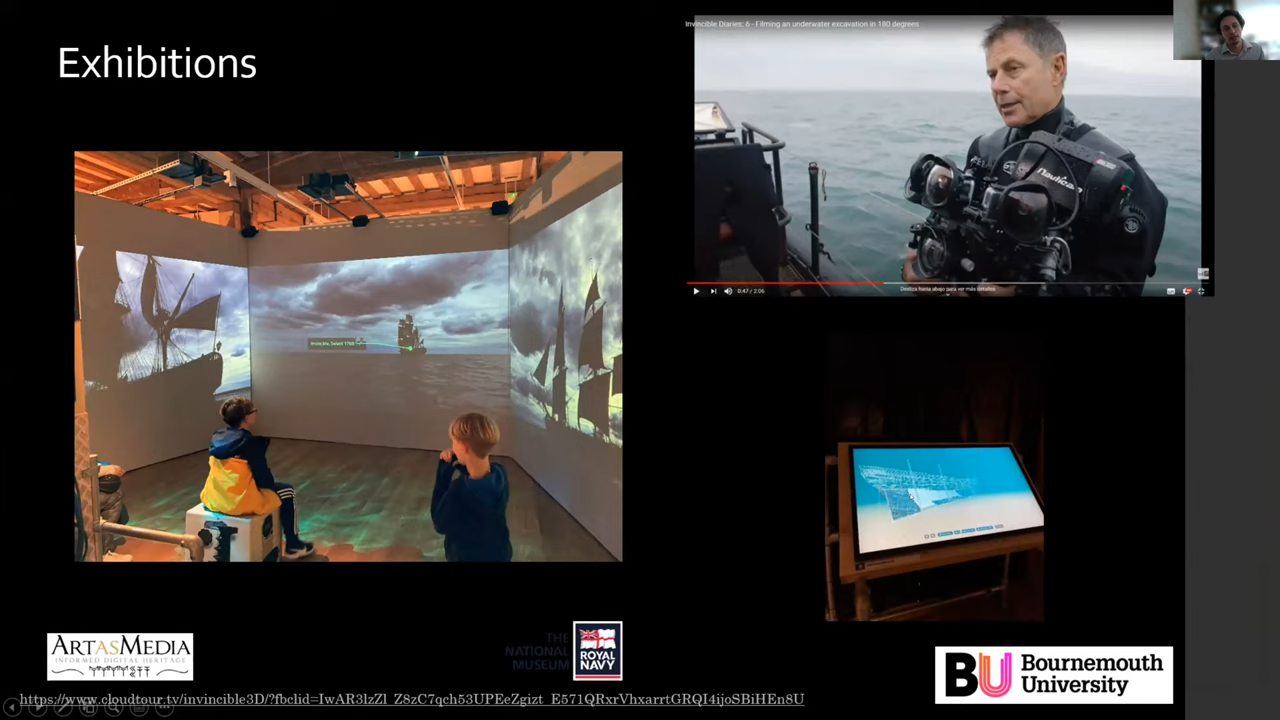 Exhibitions
Invincible Diaries: 6 - Filming an underwater excavation in 180 degrees
Nauticam
0:47 / 2:06
Desliza hacia abajo para ver más detalles
ARTASMEDIA
INFORMED DIGITAL HERITAGE
THE
NATIONAL
MUSEUM
ROYAL
NAVY
BU Bournemouth
University
https://www.cloudtour.tv/invincible3D/?fbclid=IwAR3lzZl_Z8zC7qch53UPEeZgizt_E571QRxrVhxarrtGRQI4ijoSBiHEn8U